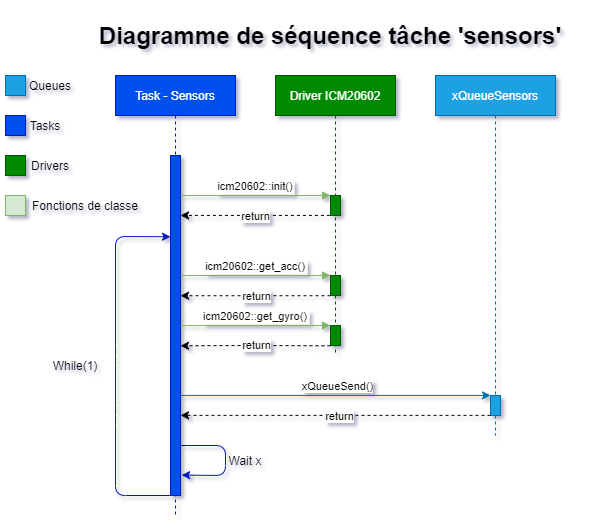 Diagramme de séquence tâche 'sensors'
Queues
Tasks
Drivers
Fonctions de classe
Task - Sensors
Driver ICM20602
xQueueSensors
icm20602::init()
return
icm20602::get_acc()
return
icm20602::get_gyro()
return
While(1)
xQueueSend()
return
Wait x